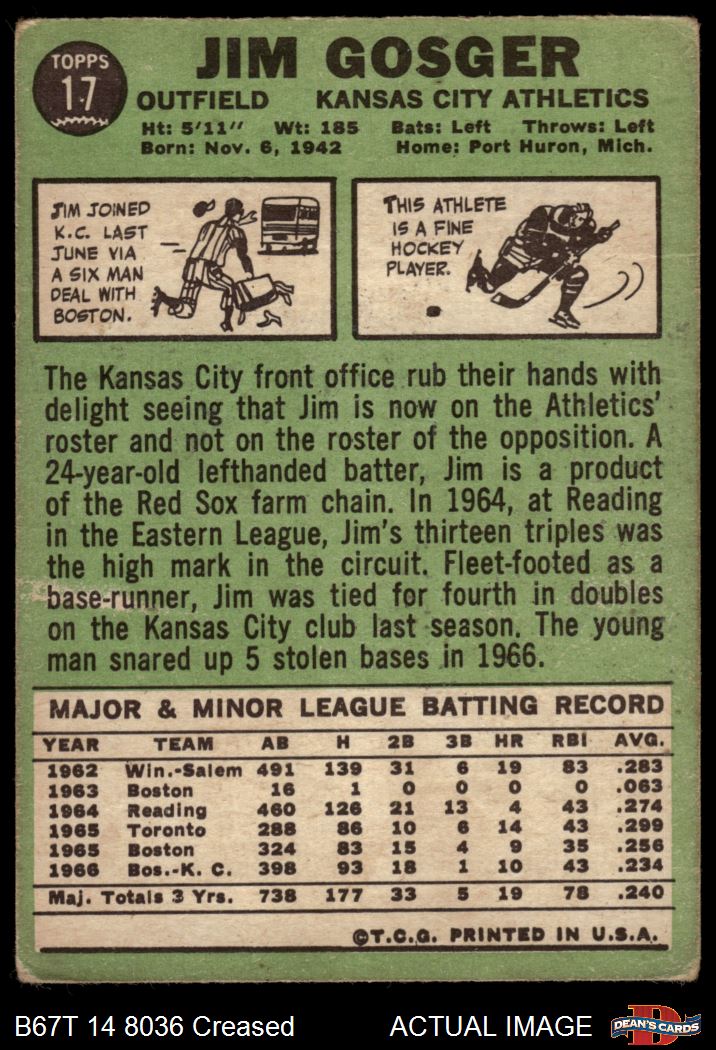 TOPPS
17
JIM GOSGER
OUTFIELD KANSAS CITY ATHLETICS
Ht: 5'11" Wt: 185 Bats: Left Throws: Left
Born: Nov. 6, 1942 Home: Port Huron, Mich.
JIM JOINED
K.C. LAST
JUNE VIA
A SIX MAN
DEAL WITH
BOSTON.
THIS ATHLETE
IS A FINE
HOCKEY
PLAYER.
The Kansas City front office rub their hands with
delight seeing that Jim is now on the Athletics'
roster and not on the roster of the opposition. A
24-year-old lefthanded batter, Jim is a product
of the Red Sox farm chain. In 1964, at Reading
in the Eastern League, Jim's thirteen triples was
the high mark in the circuit. Fleet-footed as a
base-runner, Jim was tied for fourth in doubles
on the Kansas City club last season. The young
man snared up 5 stolen bases in 1966.
MAJOR & MINOR LEAGUE BATTING RECORD
YEAR TEAM AB H 2B 3B HR RBI AVG.
1962 Win.-Salem 491 139 31 6 19 83 .283
1963 Boston 16 1 0 0 0 0 .063
1964 Reading 460 126 21 13 4 43 .274
1965 Toronto 288 86 10 6 14 43 .299
1965 Boston 324 83 15 4 9 35 .256
1966 Bos.-K. C. 398 93 18 1 10 43 .234
Maj. Totals 3 Yrs. 738 177 33 5 19 78 .240
©T.C.G. PRINTED IN U.S.A.
B67T 14 8036 Creased ACTUAL IMAGE
D
DEAN'S CARDS